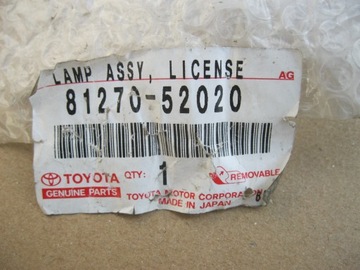 LAMP ASSY, LICENSE
AG
81270-52020
TOYOTA
GENUINE PARTS
QTY: 1
REMOVABLE
TOYOTA MOTOR CORPORATION
MADE IN JAPAN